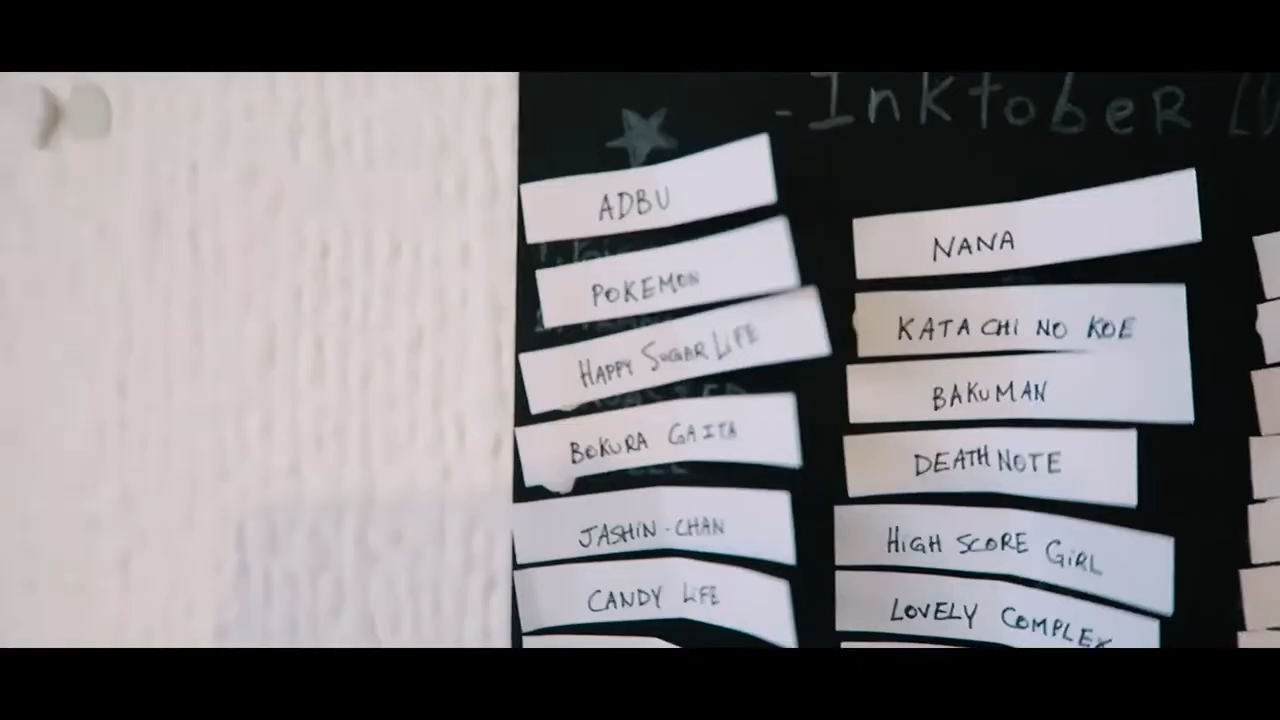 - Inktober
ADBU
POKEMON
HAPPY SUGAR LIFE
BOKURA GAITA
JASHIN-CHAN
CANDY LIFE
NANA
KATACHI NO KOE
BAKUMAN
DEATH NOTE
HIGH SCORE GIRL
LOVELY COMPLEX